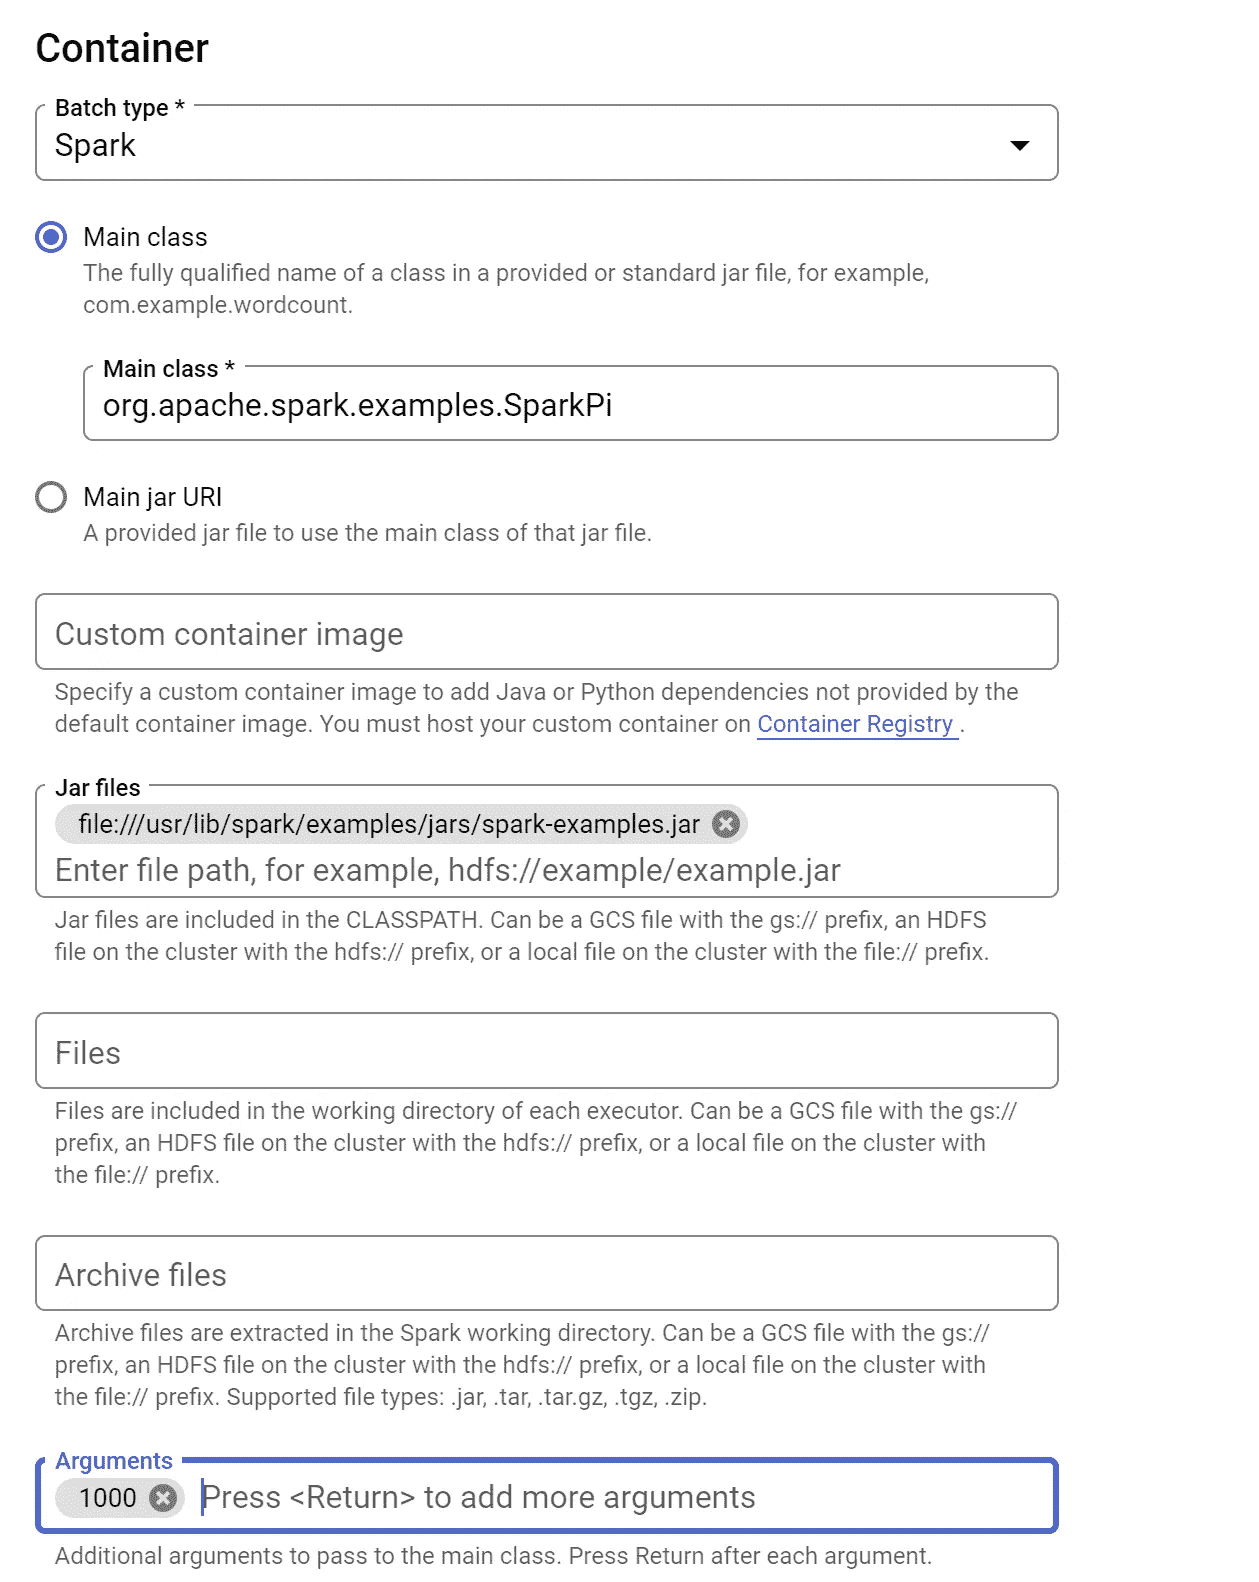 Container
Batch type *
Spark
Main class
The fully qualified name of a class in a provided or standard jar file, for example,
com.example.wordcount.
Main class *
org.apache.spark.examples.SparkPi
Main jar URI
A provided jar file to use the main class of that jar file.
Custom container image
Specify a custom container image to add Java or Python dependencies not provided by the
default container image. You must host your custom container on Container Registry .
Jar files
file:///usr/lib/spark/examples/jars/spark-examples.jar
Enter file path, for example, hdfs://example/example.jar
Jar files are included in the CLASSPATH. Can be a GCS file with the gs:// prefix, an HDFS
file on the cluster with the hdfs:// prefix, or a local file on the cluster with the file:// prefix.
Files
Files are included in the working directory of each executor. Can be a GCS file with the gs://
prefix, an HDFS file on the cluster with the hdfs:// prefix, or a local file on the cluster with
the file:// prefix.
Archive files
Archive files are extracted in the Spark working directory. Can be a GCS file with the gs://
prefix, an HDFS file on the cluster with the hdfs:// prefix, or a local file on the cluster with
the file:// prefix. Supported file types: .jar, .tar, .tar.gz, .tgz, .zip.
Arguments
1000 Press <Return> to add more arguments
Additional arguments to pass to the main class. Press Return after each argument.